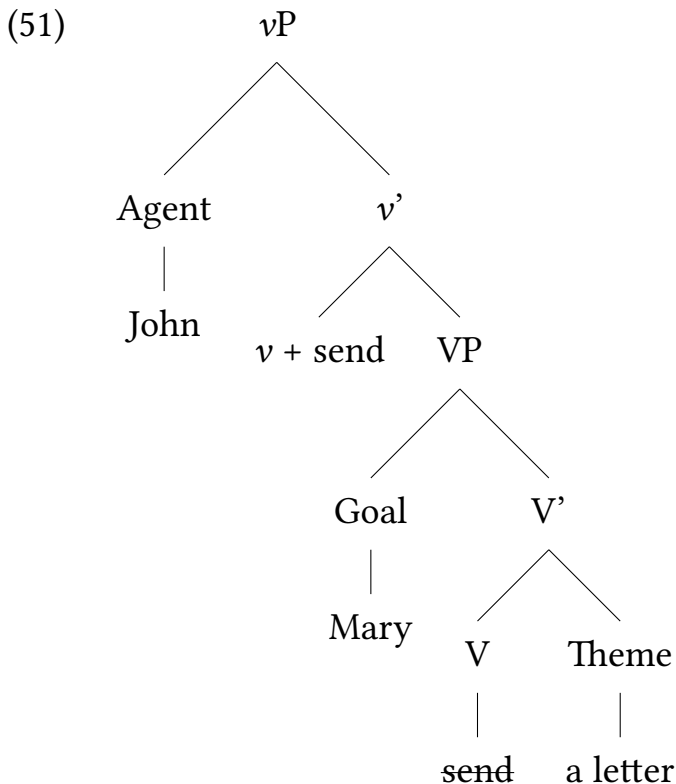 (51) vP
Agent v’
John
v + send VP
Goal V’
Mary
V Theme
send a letter